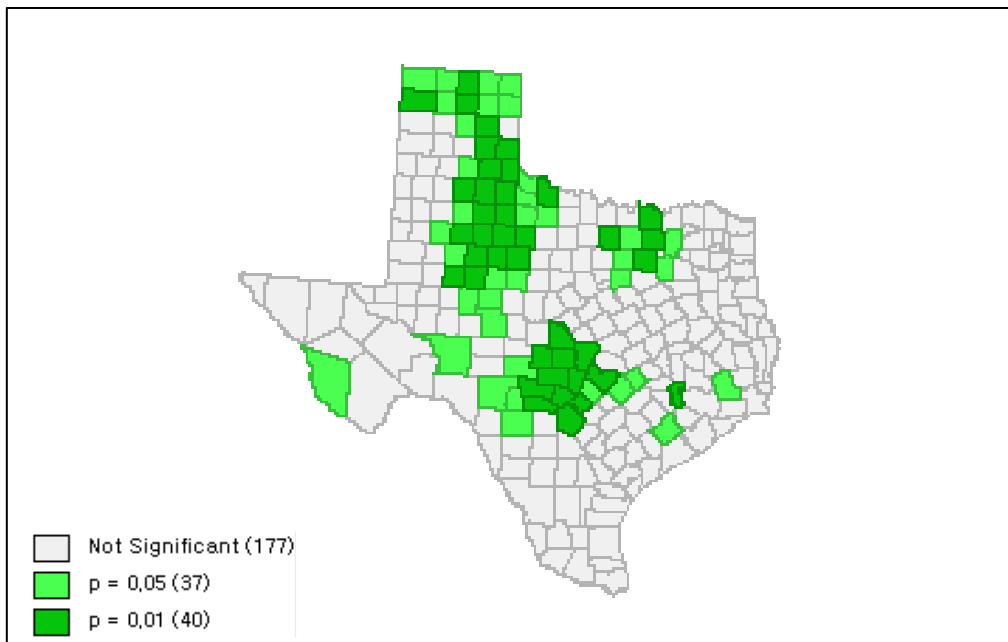 Not Significant (177)
p = 0,05 (37)
p = 0,01 (40)